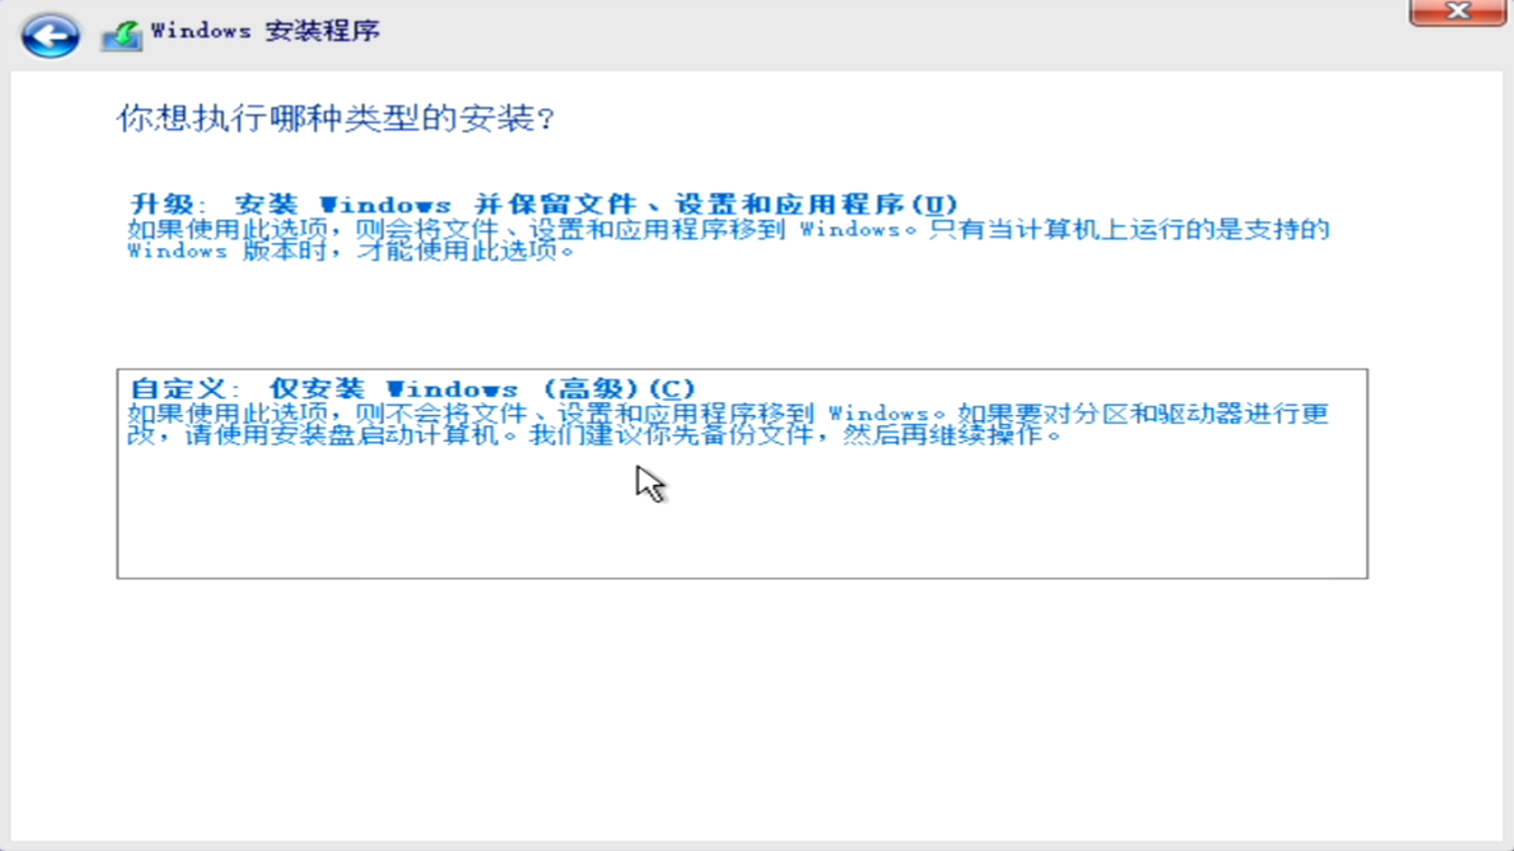 Windows 安装程序
你想执行哪种类型的安装?
升级: 安装 Windows 并保留文件、设置和应用程序(U)
如果使用此选项，则会将文件、设置和应用程序移到 Windows。只有当计算机上运行的是支持的
Windows 版本时，才能使用此选项。
自定义: 仅安装 Windows (高级)(C)
如果使用此选项，则不会将文件、设置和应用程序移到 Windows。如果要对分区和驱动器进行更
改，请使用安装盘启动计算机。我们建议你先备份文件，然后再继续操作。